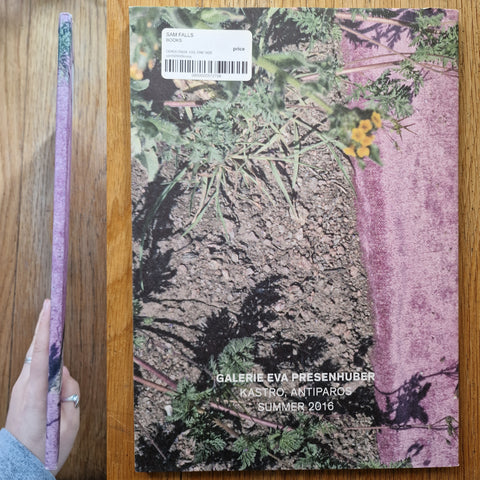 SAM FALLS
BOOKS
price
GALERIE EVA PRESENHUBER
KASTRO, ANTIPAROS
SUMMER 2016